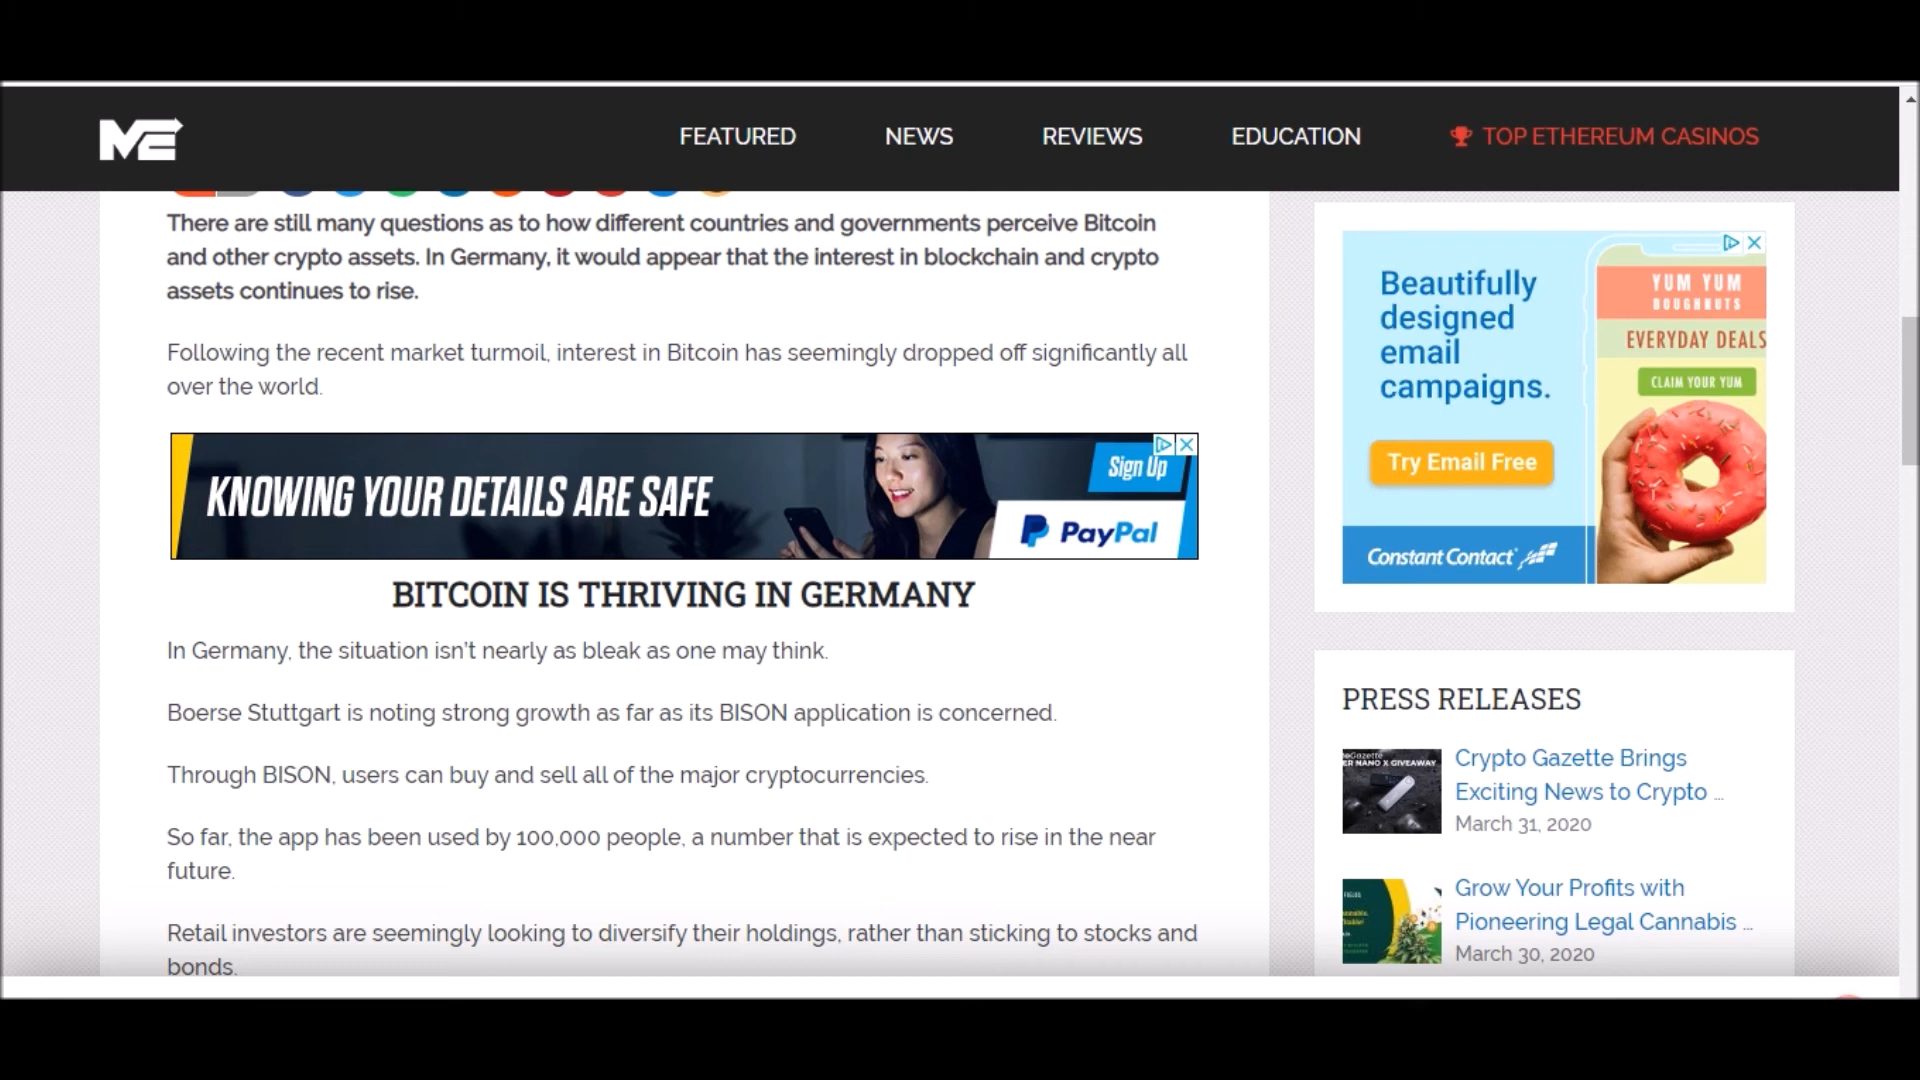 ME
FEATURED
NEWS
REVIEWS
EDUCATION
TOP ETHEREUM CASINOS
There are still many questions as to how different countries and governments perceive Bitcoin
and other crypto assets. In Germany, it would appear that the interest in blockchain and crypto
assets continues to rise.
Following the recent market turmoil, interest in Bitcoin has seemingly dropped off significantly all
over the world.
KNOWING YOUR DETAILS ARE SAFE
Sign Up
PayPal
BITCOIN IS THRIVING IN GERMANY
In Germany, the situation isn't nearly as bleak as one may think.
Boerse Stuttgart is noting strong growth as far as its BISON application is concerned.
Through BISON, users can buy and sell all of the major cryptocurrencies.
So far, the app has been used by 100,000 people, a number that is expected to rise in the near
future.
Retail investors are seemingly looking to diversify their holdings, rather than sticking to stocks and
bonds.
Beautifully
designed
email
campaigns.
Try Email Free
Constant Contact
YUM YUM
DOUGHNUTS
EVERYDAY DEALS
CLAIM YOUR YUM
PRESS RELEASES
ER NANO X GIVEAWAY
Crypto Gazette Brings
Exciting News to Crypto ...
March 31, 2020
Grow Your Profits with
Pioneering Legal Cannabis ...
March 30, 2020